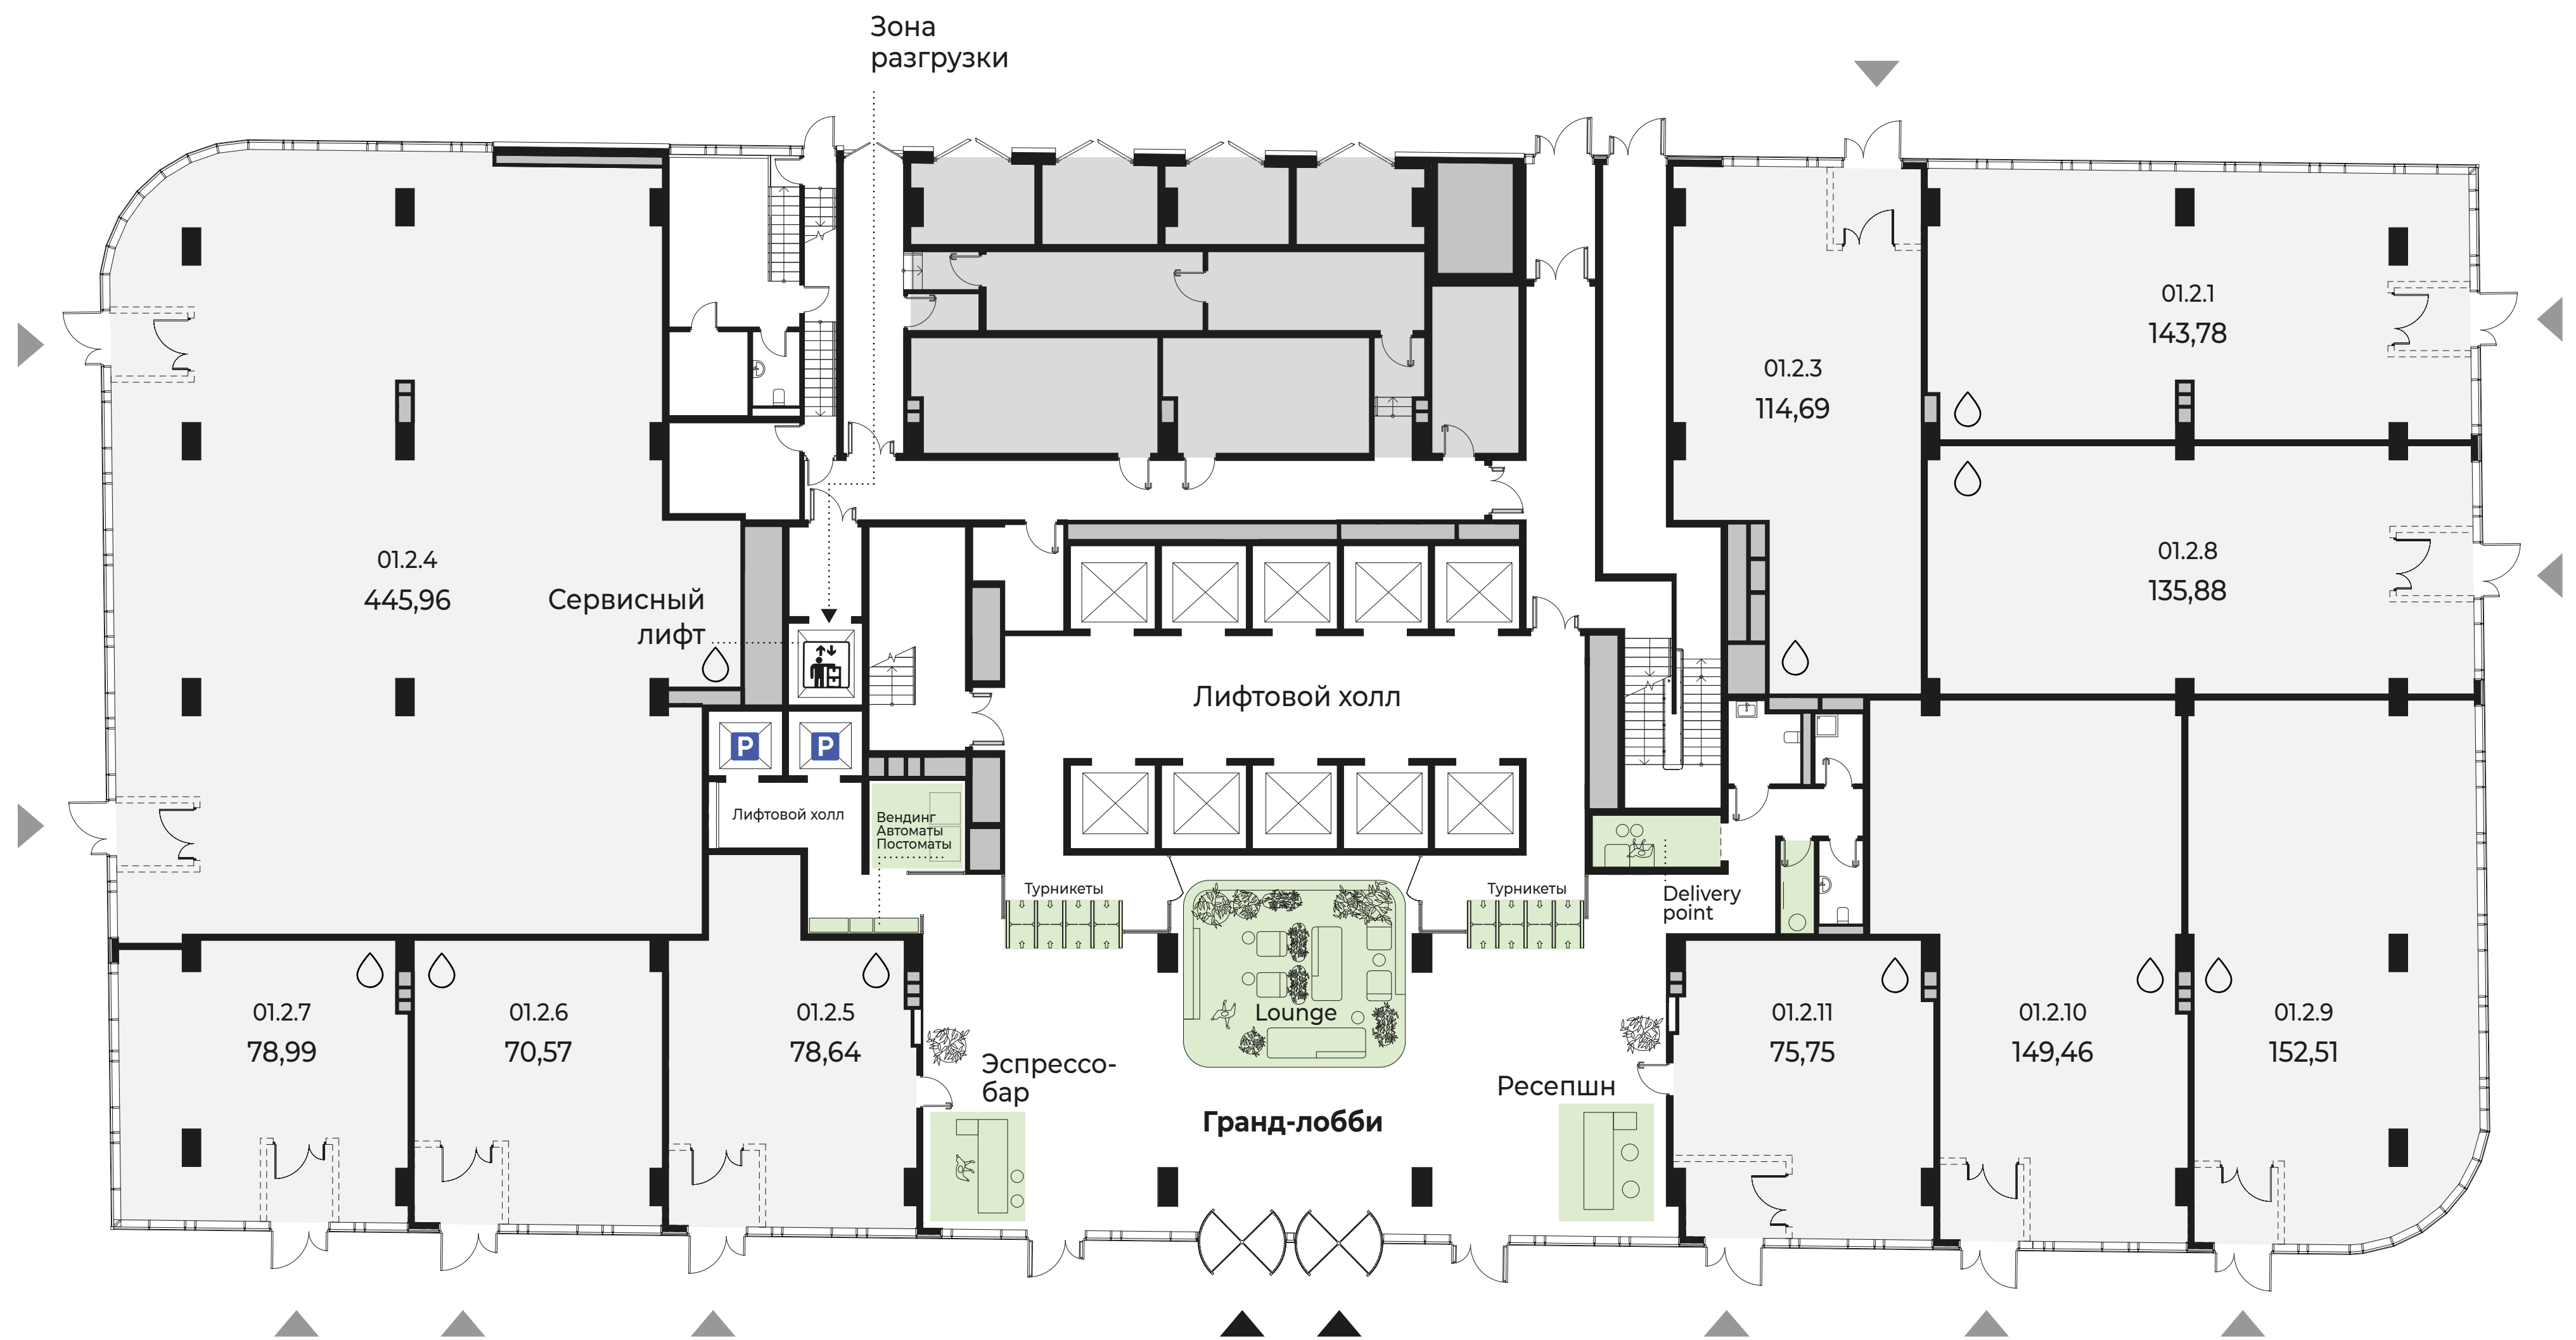 Зона
разгрузки
01.2.1
143,78
01.2.3
114,69
01.2.4
445,96
Сервисный
лифт
01.2.8
135,88
Лифтовой холл
P
P
Лифтовой холл
Вендинг
Автоматы
Постоматы
Турникеты
Турникеты
Delivery
point
Lounge
01.2.7
78,99
01.2.6
70,57
01.2.5
78,64
Эспрессо-
бар
Гранд-лобби
Ресепшн
01.2.11
75,75
01.2.10
149,46
01.2.9
152,51